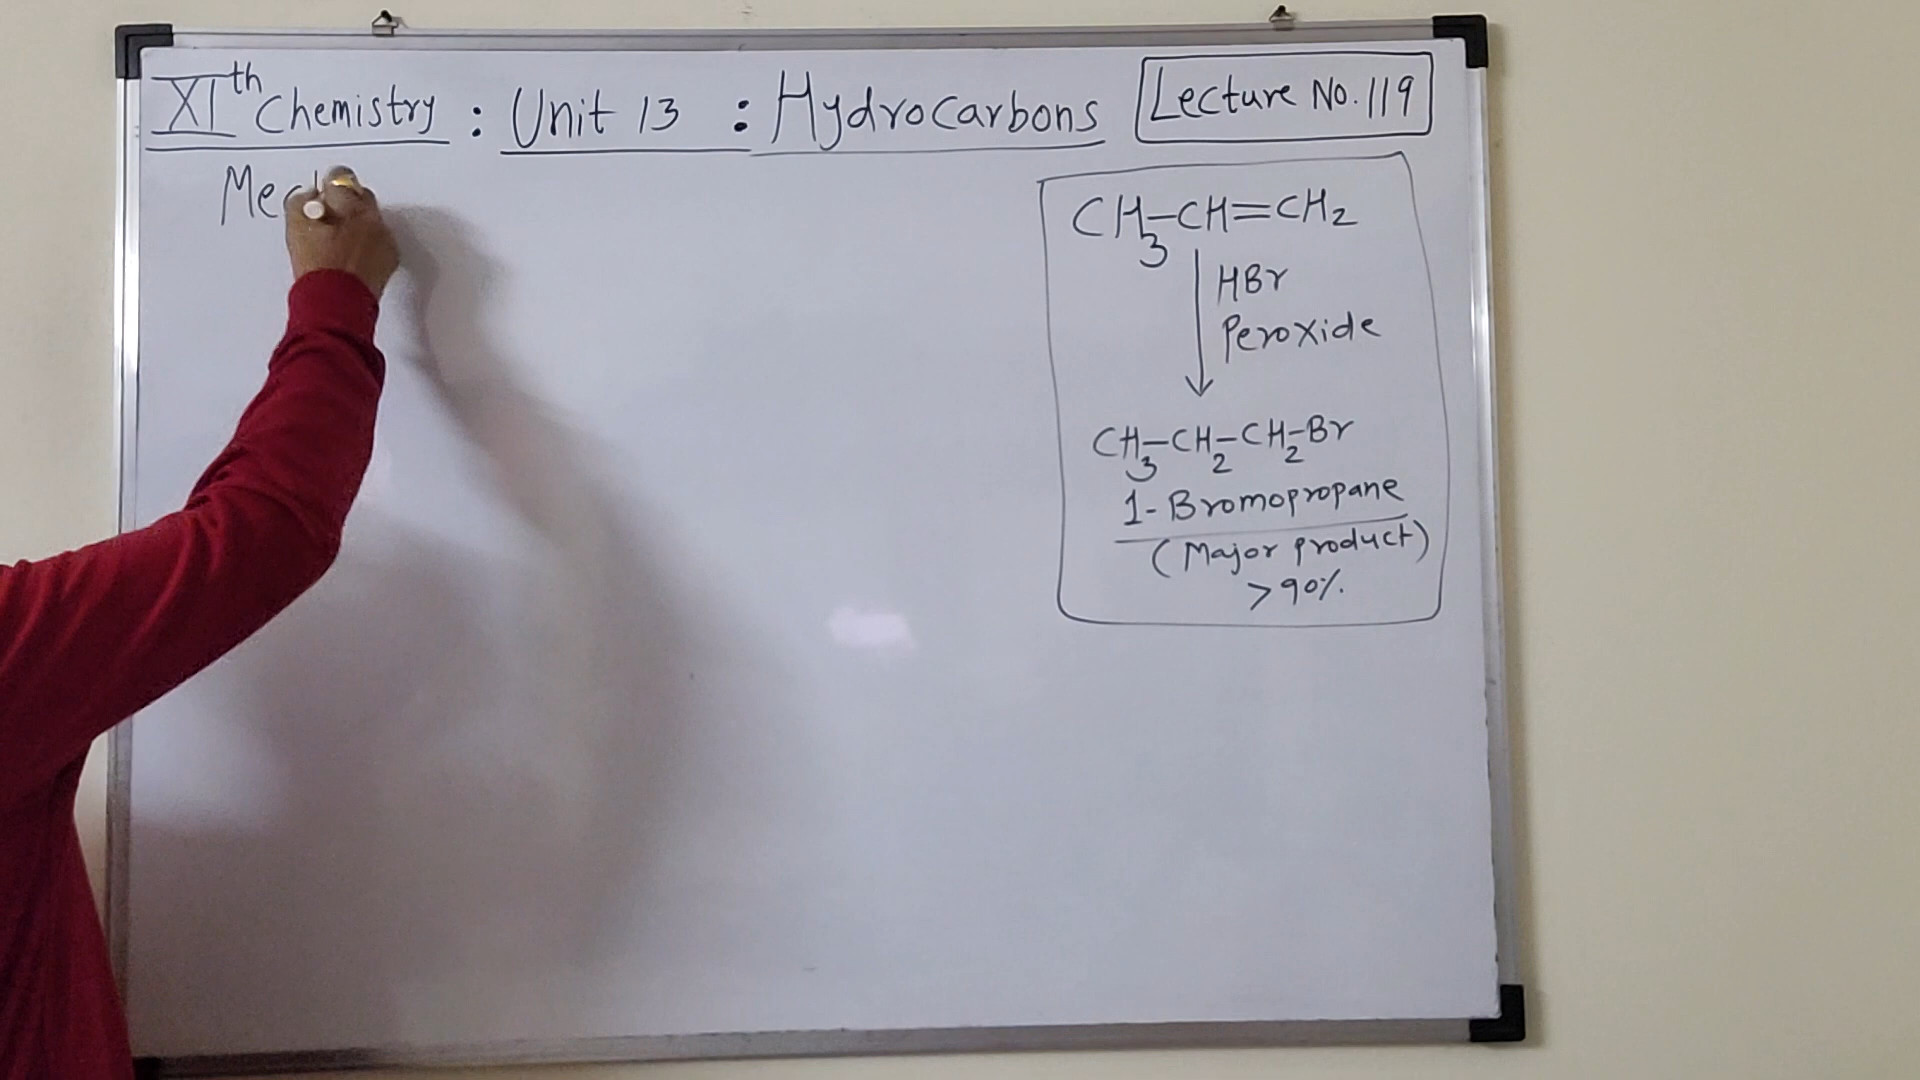 XIth Chemistry : Unit 13 : Hydrocarbons Lecture No. 119
CH3-CH=CH2
HBr
Peroxide
CH3-CH2-CH2-Br
1-Bromopropane
(Major product)
>90%.